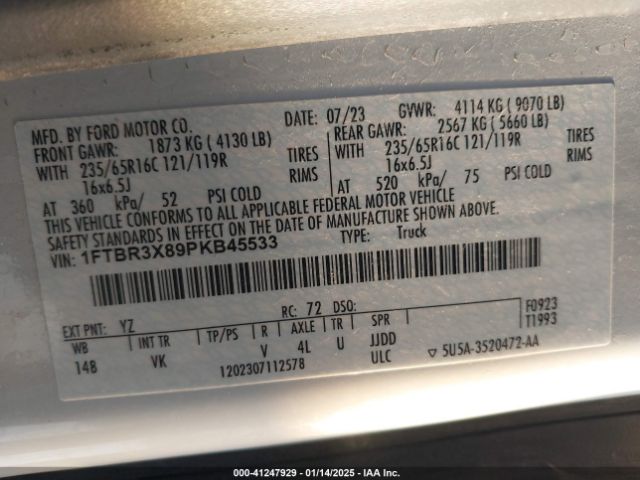 MFD. BY FORD MOTOR CO. DATE: 07/23 GVWR: 4114 KG ( 9070 LB)
FRONT GAWR: 1873 KG ( 4130 LB) REAR GAWR: 2567 KG ( 5660 LB)
WITH 235/65R16C 121/119R TIRES WITH 235/65R16C 121/119R TIRES
16x6.5J RIMS 16x6.5J RIMS
AT 360 kPa/ 52 PSI COLD AT 520 kPa/ 75 PSI COLD
THIS VEHICLE CONFORMS TO ALL APPLICABLE FEDERAL MOTOR VEHICLE
SAFETY STANDARDS IN EFFECT ON THE DATE OF MANUFACTURE SHOWN ABOVE.
VIN: 1FTBR3X89PKB45533 TYPE: Truck
F0923
T1993
EXT PNT: YZ RC: 72 DSO:
WB INT TR TP/PS R AXLE TR SPR
148 VK V 4L U JJDD
1202307112578 ULC ▽ 5U5A-3520472-AA
000-41247929 - 01/14/2025 - IAA Inc.